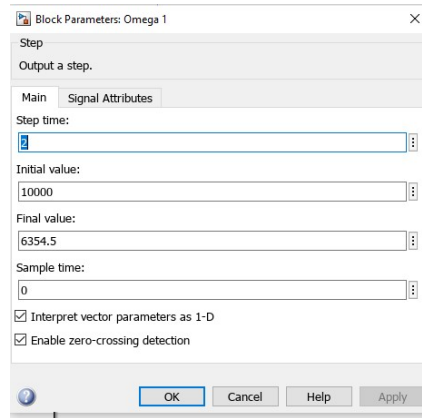 Block Parameters: Omega 1
Step
Output a step.
Main Signal Attributes
Step time:
2
Initial value:
10000
Final value:
6354.5
Sample time:
0
Interpret vector parameters as 1-D
Enable zero-crossing detection
OK Cancel Help Apply